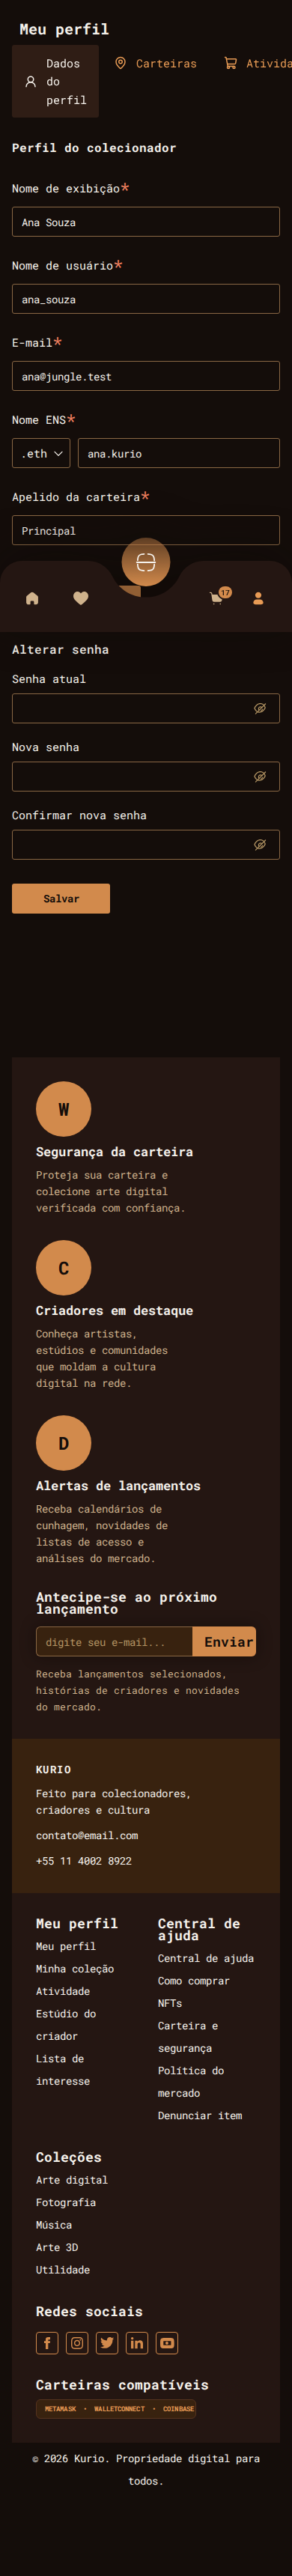 Meu perfil
Dados
do
perfil
Carteiras
Ativida
Perfil do colecionador
Nome de exibição*
Ana Souza
Nome de usuário*
ana_souza
E-mail*
ana@jungle.test
Nome ENS*
.eth
ana.kurio
Apelido da carteira*
Principal
17
Alterar senha
Senha atual
Nova senha
Confirmar nova senha
Salvar
W
Segurança da carteira
Proteja sua carteira e
colecione arte digital
verificada com confiança.
C
Criadores em destaque
Conheça artistas,
estúdios e comunidades
que moldam a cultura
digital na rede.
D
Alertas de lançamentos
Receba calendários de
cunhagem, novidades de
listas de acesso e
análises do mercado.
Antecipe-se ao próximo
lançamento
digite seu e-mail...
Enviar
Receba lançamentos selecionados,
histórias de criadores e novidades
do mercado.
KURIO
Feito para colecionadores,
criadores e cultura
contato@email.com
+55 11 4002 8922
Meu perfil
Meu perfil
Minha coleção
Atividade
Estúdio do
criador
Lista de
interesse
Central de
ajuda
Central de ajuda
Como comprar
NFTs
Carteira e
segurança
Política do
mercado
Denunciar item
Coleções
Arte digital
Fotografia
Música
Arte 3D
Utilidade
Redes sociais
Carteiras compatíveis
METAMASK · WALLETCONNECT · COINBASE
© 2026 Kurio. Propriedade digital para
todos.